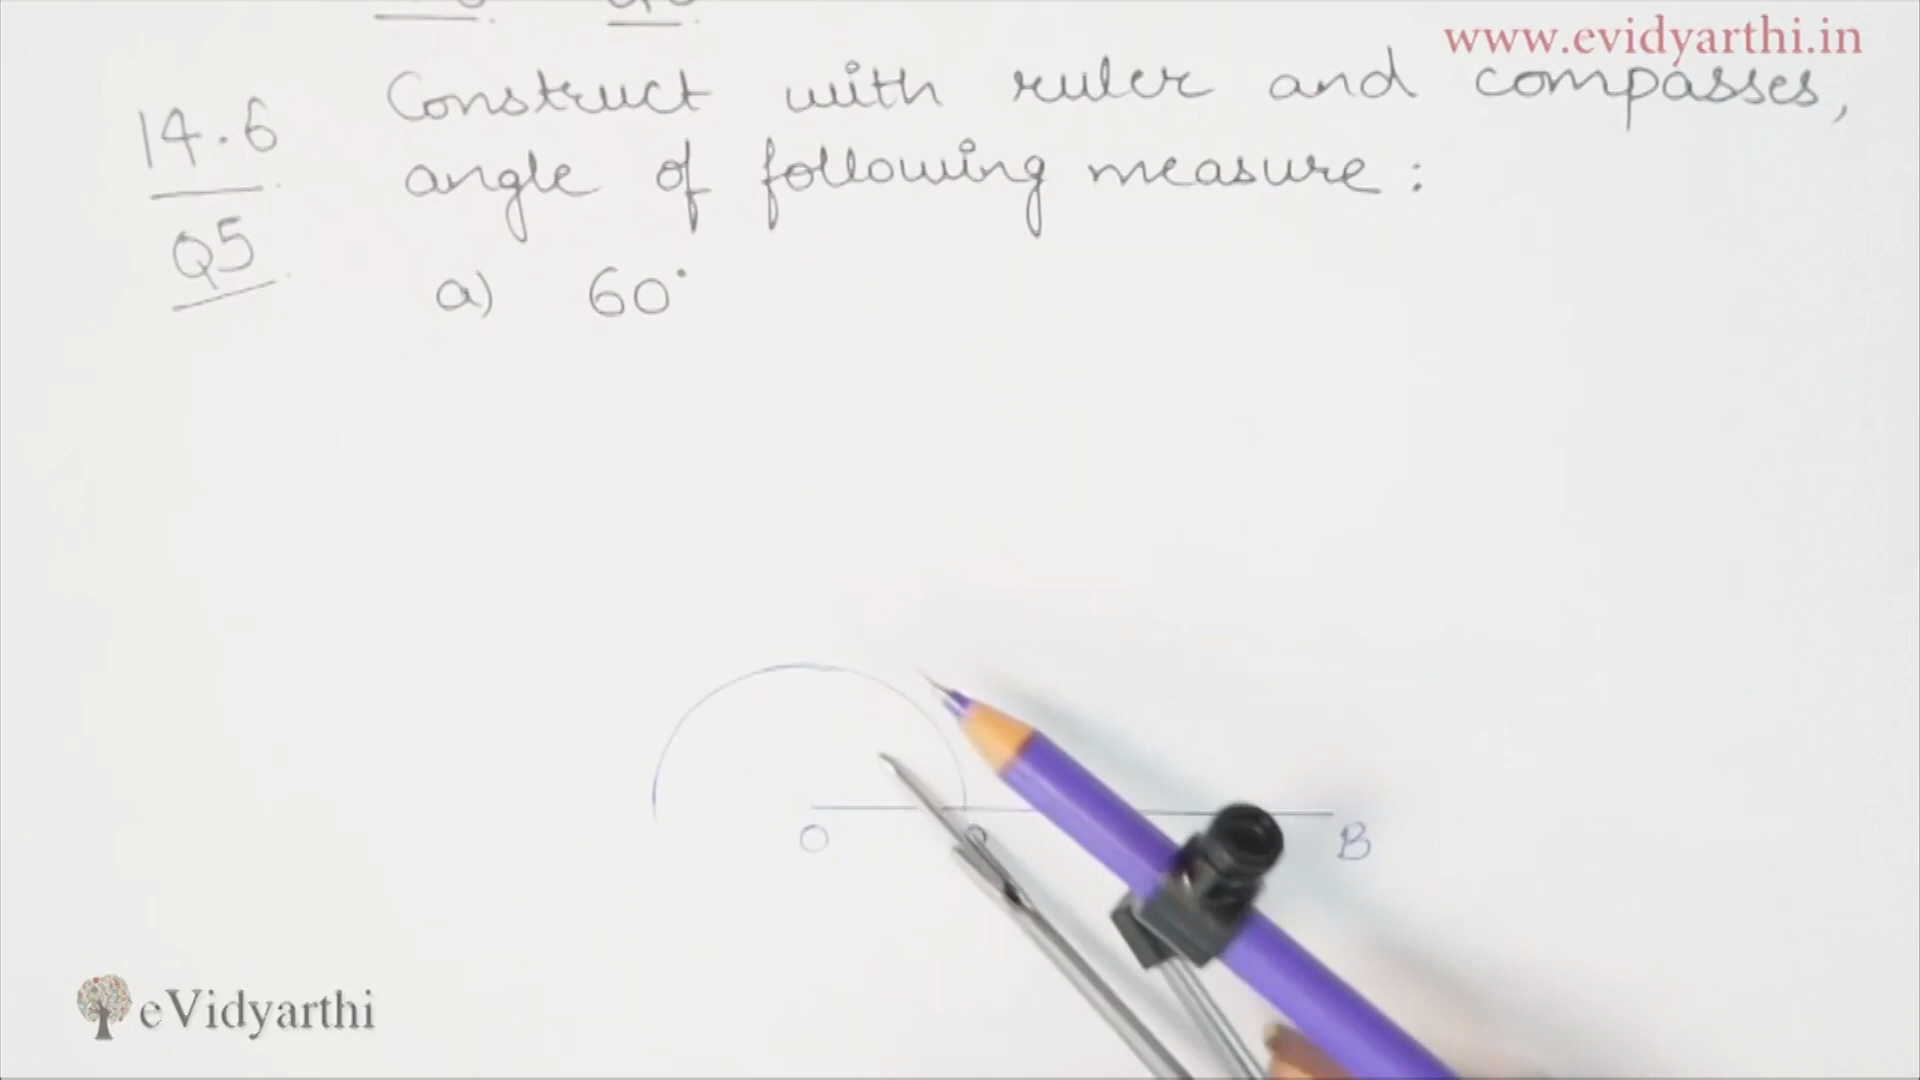 www.evidyarthi.in
Construct with ruler and compasses,
14.6
angle of following measure :
Q5
a) 60°
O
B
eVidyarthi